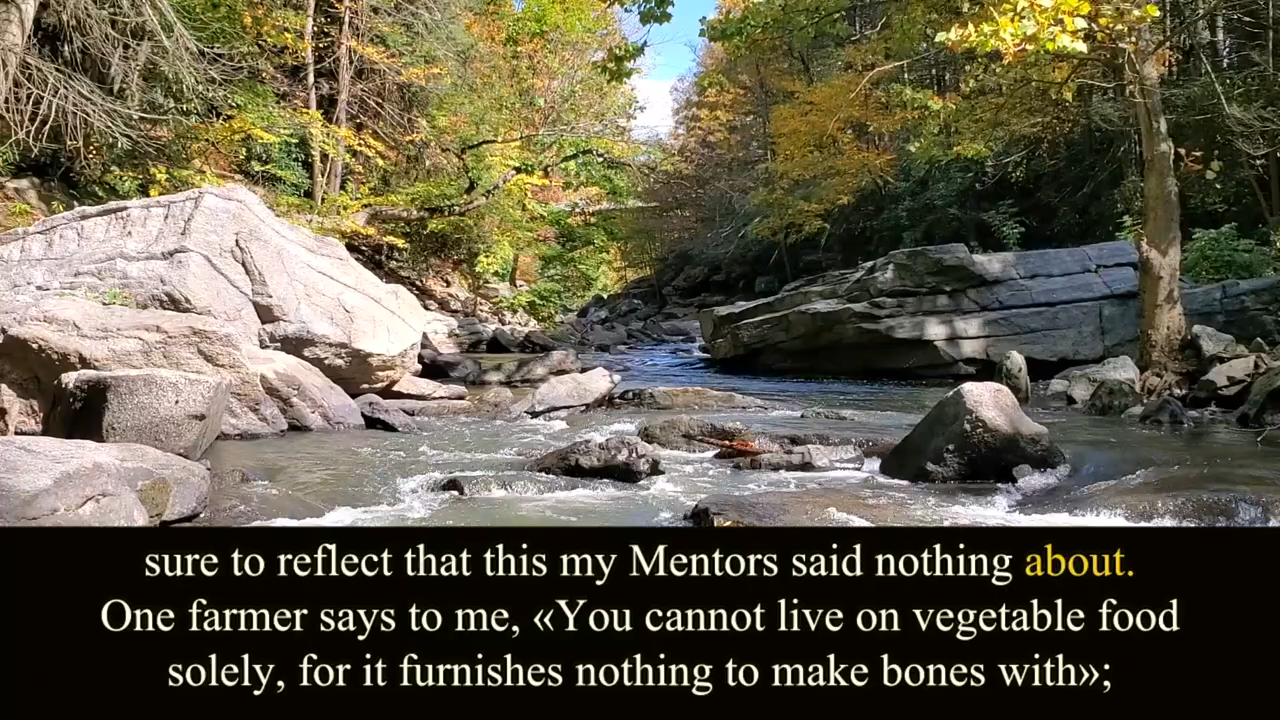 sure to reflect that this my Mentors said nothing about.
One farmer says to me, «You cannot live on vegetable food
solely, for it furnishes nothing to make bones with»;